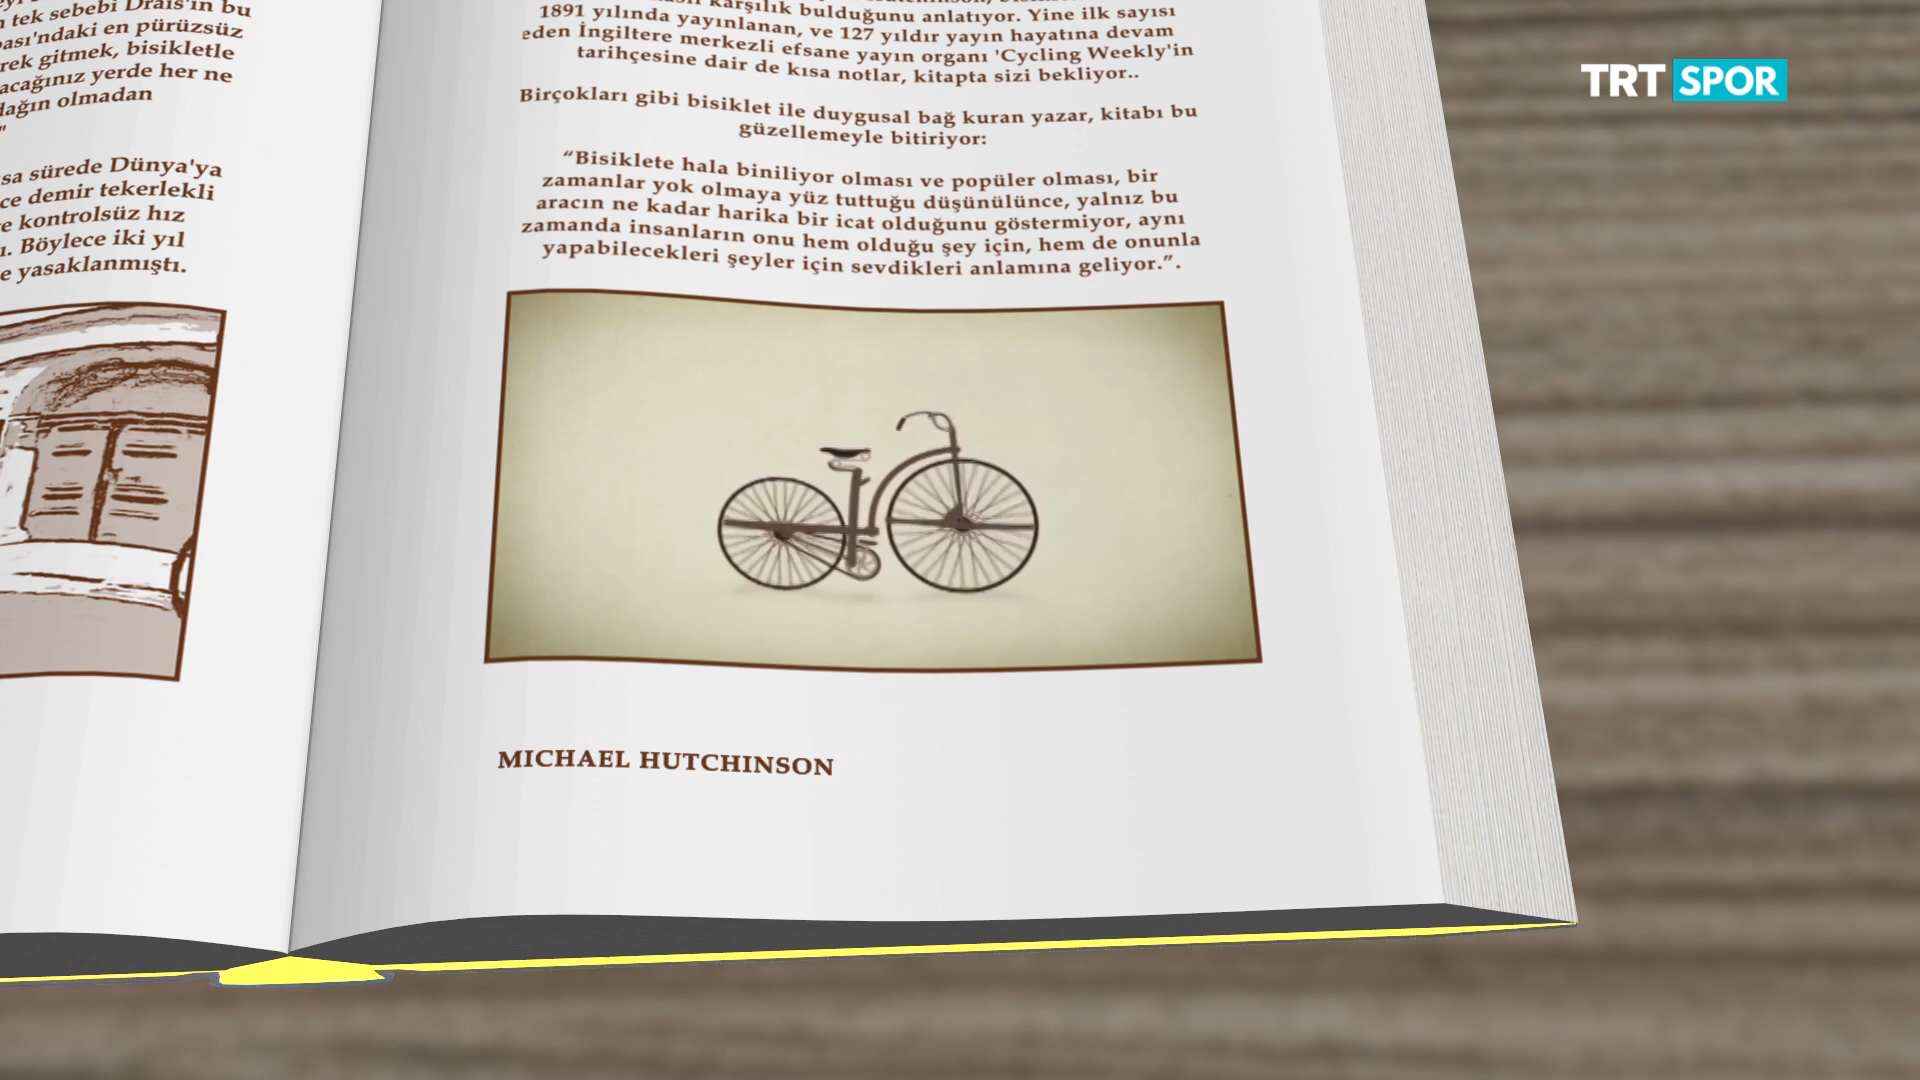 tek sebebi Drais'in bu
ası'ndaki en pürüzsüz
rek gitmek, bisikletle
acağınız yerde her ne
dağın olmadan
"
sa sürede Dünya'ya
ce demir tekerlekli
e kontrolsüz hız
ı. Böylece iki yıl
e yasaklanmıştı.
karşılık bulduğunu anlatıyor. Yine ilk sayısı
1891 yılında yayınlanan, ve 127 yıldır yayın hayatına devam
eden İngiltere merkezli efsane yayın organı 'Cycling Weekly'in
tarihçesine dair de kısa notlar, kitapta sizi bekliyor..
Birçokları gibi bisiklet ile duygusal bağ kuran yazar, kitabı bu
güzellemeyle bitiriyor:
“Bisiklete hala biniliyor olması ve popüler olması, bir
zamanlar yok olmaya yüz tuttuğu düşünülünce, yalnız bu
aracın ne kadar harika bir icat olduğunu göstermiyor, aynı
zamanda insanların onu hem olduğu şey için, hem de onunla
yapabilecekleri şeyler için sevdikleri anlamına geliyor.”.
MICHAEL HUTCHINSON
TRT SPOR